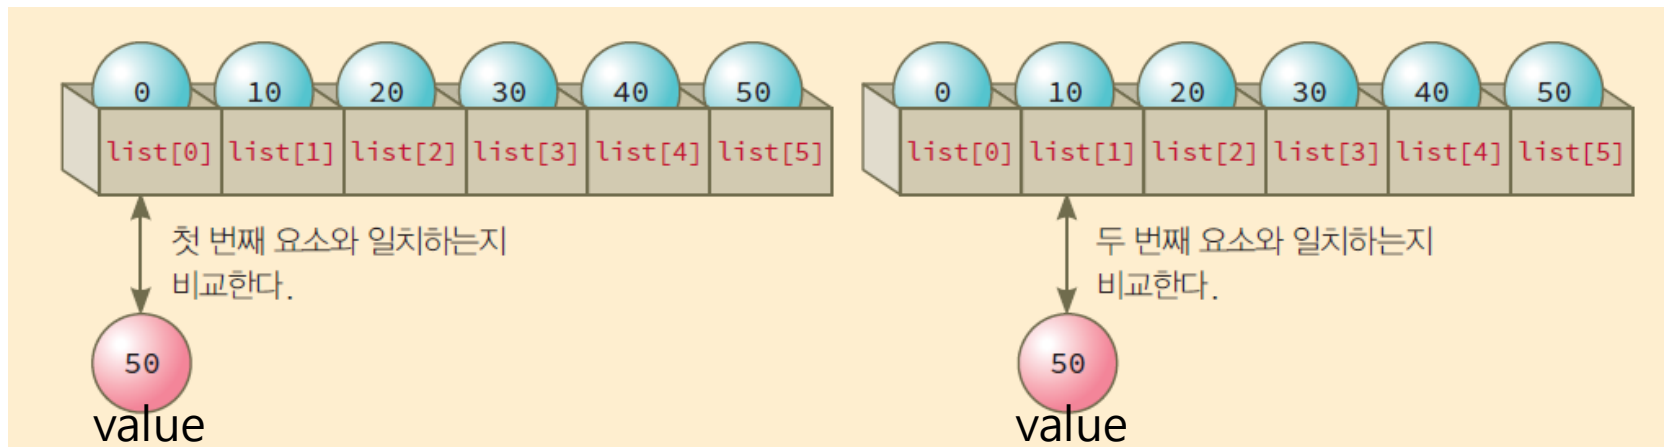 0 10 20 30 40 50
list[0] list[1] list[2] list[3] list[4] list[5]
첫 번째 요소와 일치하는지
비교한다.
50
value
0 10 20 30 40 50
list[0] list[1] list[2] list[3] list[4] list[5]
두 번째 요소와 일치하는지
비교한다.
50
value